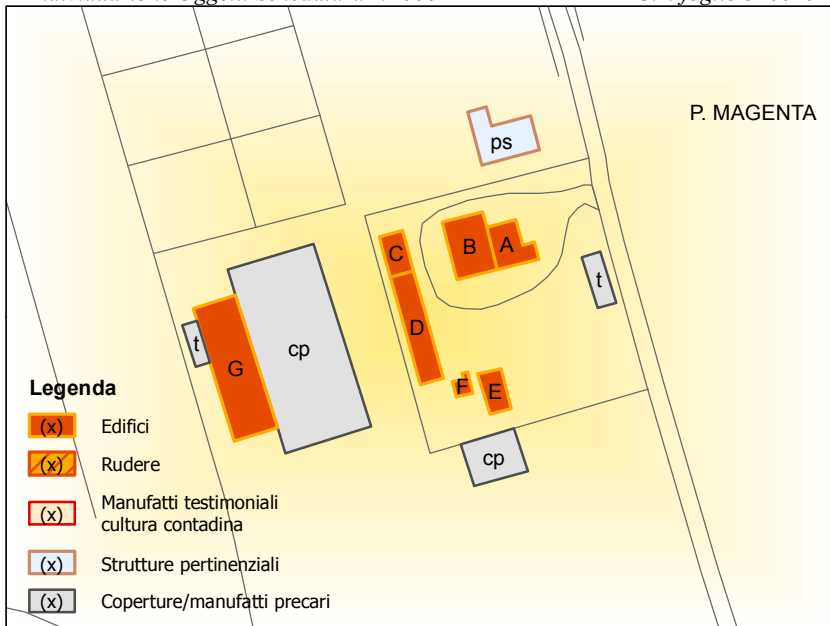 P. MAGENTA
ps
C
B
A
t
D
t
cp
G
F
E
cp
Legenda
(x) Edifici
(x) Rudere
(x) Manufatti testimoniali
cultura contadina
(x) Strutture pertinenziali
(x) Coperture/manufatti precari